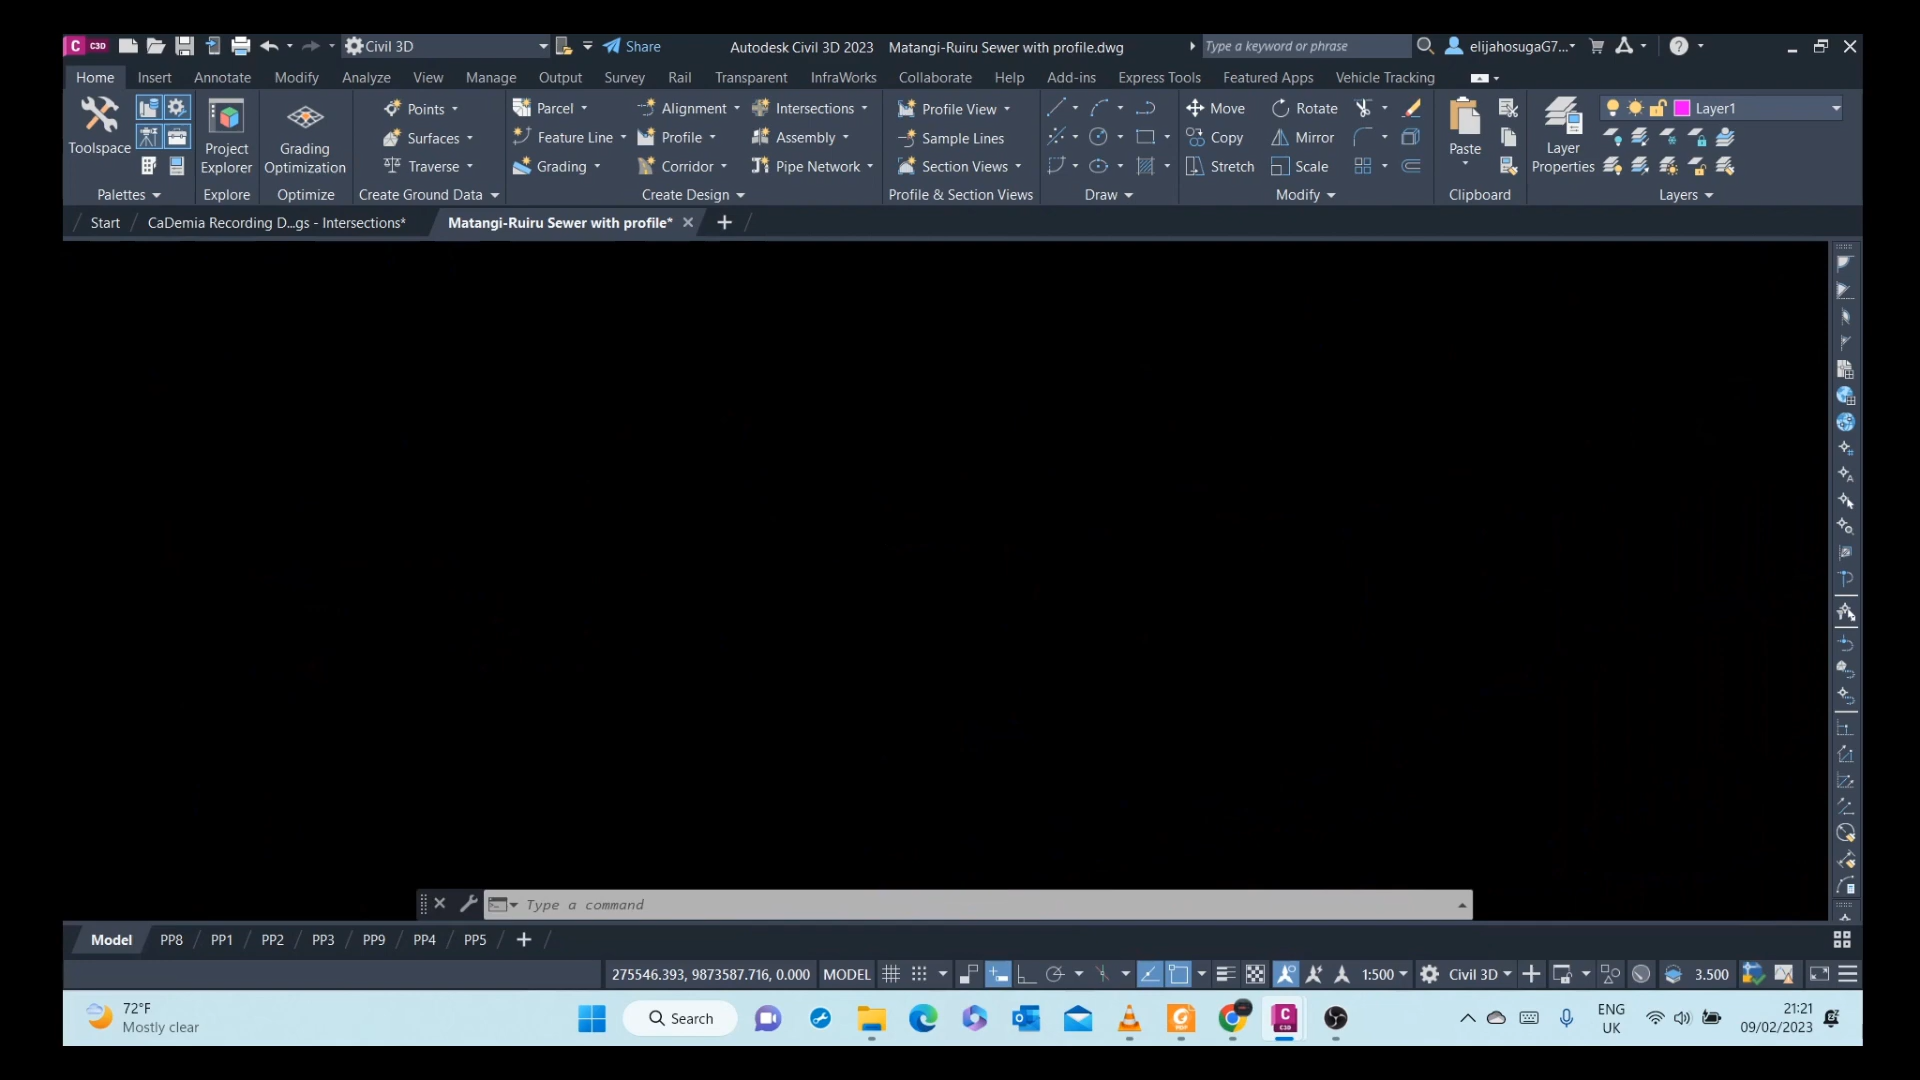 C C3D Civil 3D Share Autodesk Civil 3D 2023 Matangi-Ruiru Sewer with profile.dwg Type a keyword or phrase elijahosugaG7...
Home Insert Annotate Modify Analyze View Manage Output Survey Rail Transparent InfraWorks Collaborate Help Add-ins Express Tools Featured Apps Vehicle Tracking
Points Parcel Alignment Intersections Profile View Move Rotate Layer1
Toolspace Project Explorer Grading Optimization Surfaces Feature Line Profile Assembly Sample Lines Copy Mirror Paste Layer Properties
Traverse Grading Corridor Pipe Network Section Views Stretch Scale
Palettes Explore Optimize Create Ground Data Create Design Profile & Section Views Draw Modify Clipboard Layers
Start CaDemia Recording D...gs - Intersections* Matangi-Ruiru Sewer with profile*
Type a command
Model PP8 PP1 PP2 PP3 PP9 PP4 PP5
275546.393, 9873587.716, 0.000 MODEL 1:500 Civil 3D 3.500
72°F
Mostly clear
Search
ENG
UK
21:21
09/02/2023